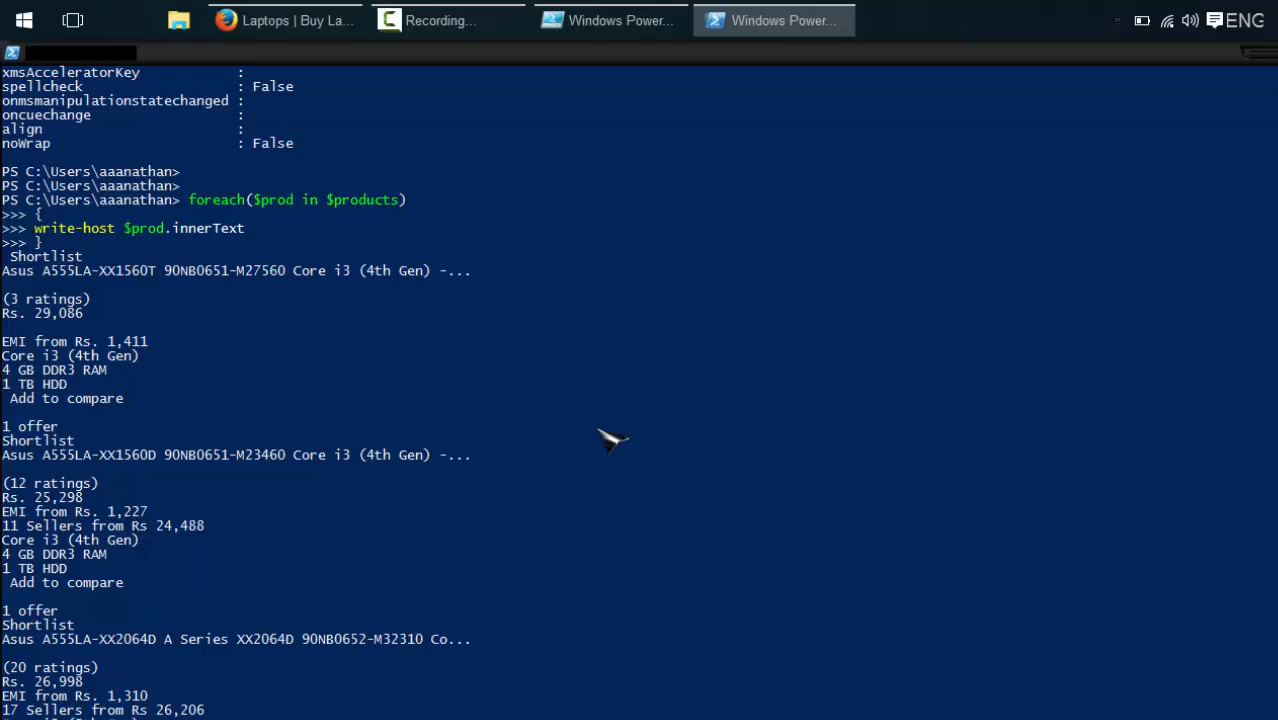 Laptops | Buy La...
Recording...
Windows Power...
Windows Power...
ENG
xmsAcceleratorKey :
spellcheck : False
onmsmanipulationstatechanged :
oncuechange :
align :
noWrap : False
PS C:\Users\aaanathan>
PS C:\Users\aaanathan>
PS C:\Users\aaanathan> foreach($prod in $products)
>>> {
>>> write-host $prod.innerText
>>> }
Shortlist
Asus A555LA-XX1560T 90NB0651-M27560 Core i3 (4th Gen) -...
(3 ratings)
Rs. 29,086
EMI from Rs. 1,411
Core i3 (4th Gen)
4 GB DDR3 RAM
1 TB HDD
Add to compare
1 offer
Shortlist
Asus A555LA-XX1560D 90NB0651-M23460 Core i3 (4th Gen) -...
(12 ratings)
Rs. 25,298
EMI from Rs. 1,227
11 Sellers from Rs 24,488
Core i3 (4th Gen)
4 GB DDR3 RAM
1 TB HDD
Add to compare
1 offer
Shortlist
Asus A555LA-XX2064D A Series XX2064D 90NB0652-M32310 Co...
(20 ratings)
Rs. 26,998
EMI from Rs. 1,310
17 Sellers from Rs 26,206